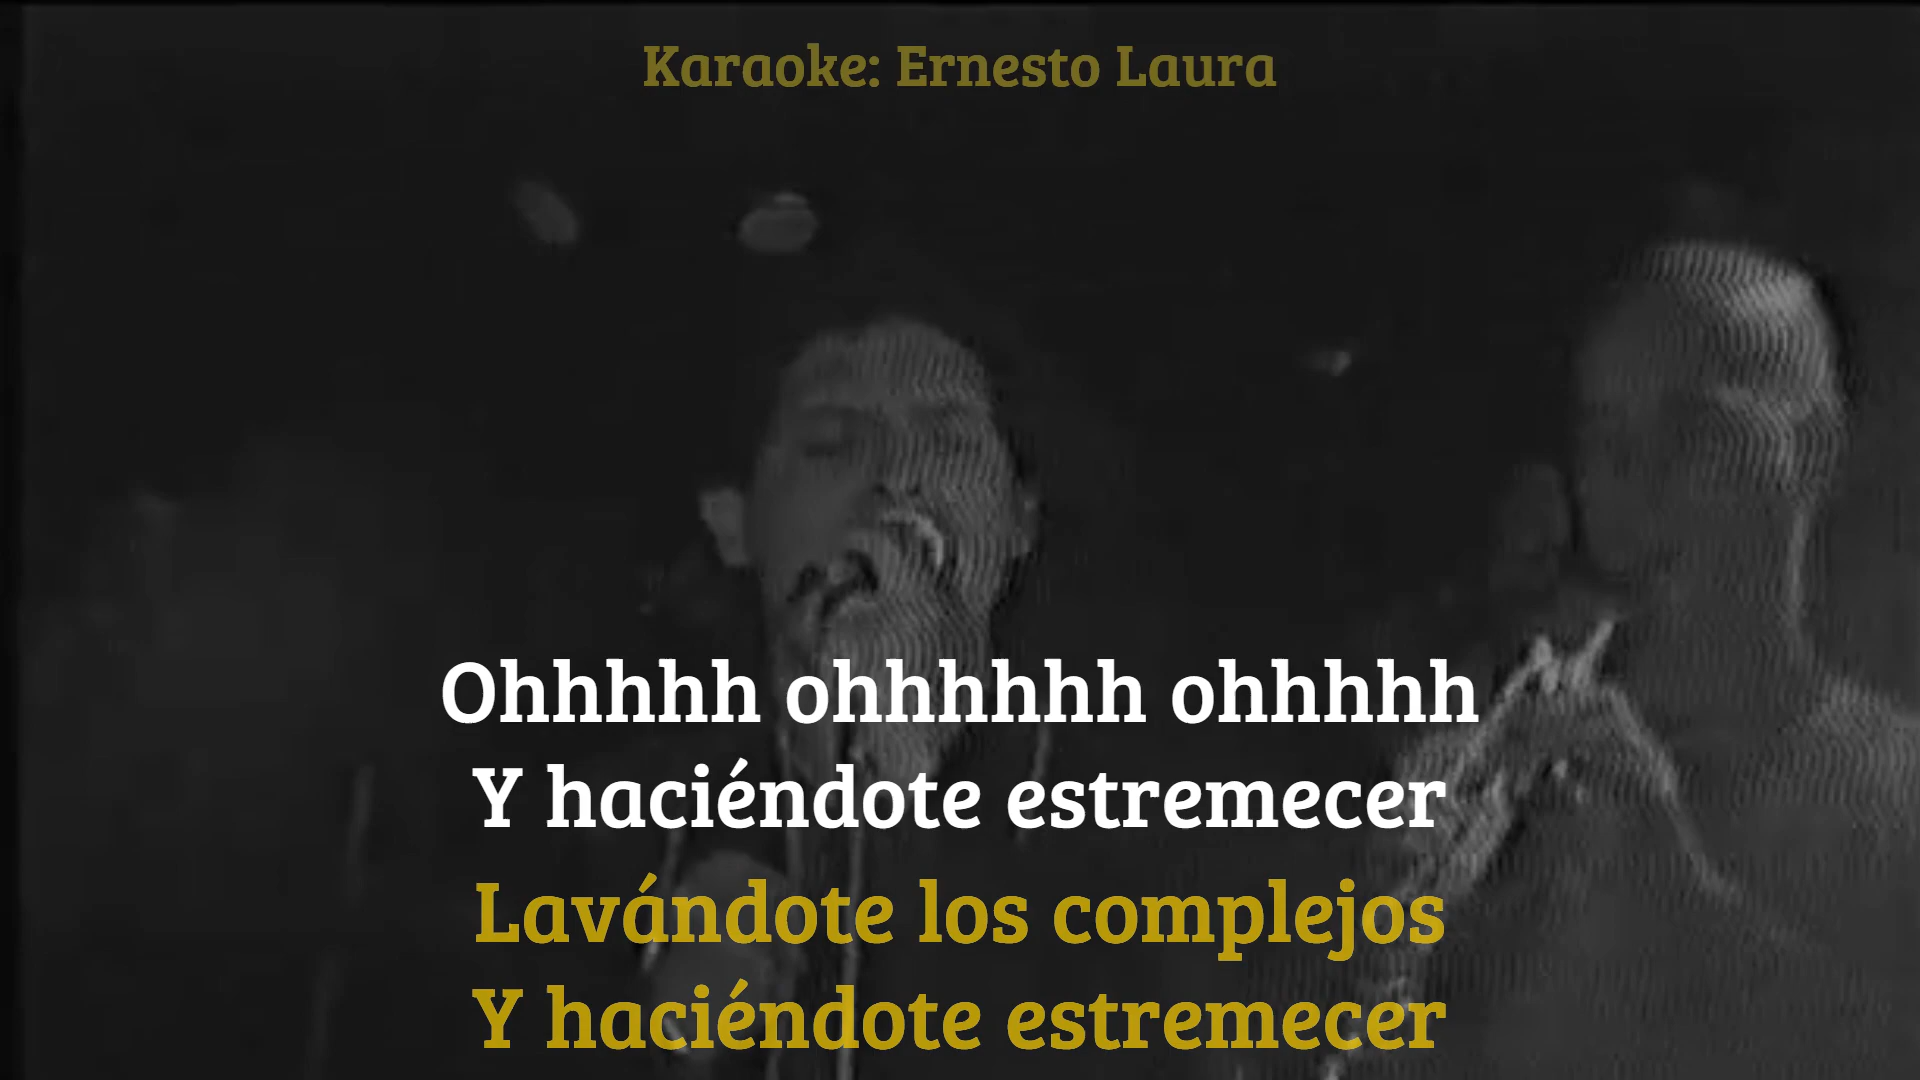 Karaoke: Ernesto Laura
Ohhhhh ohhhhhh ohhhhh
Y haciéndote estremecer
Lavándote los complejos
Y haciéndote estremecer